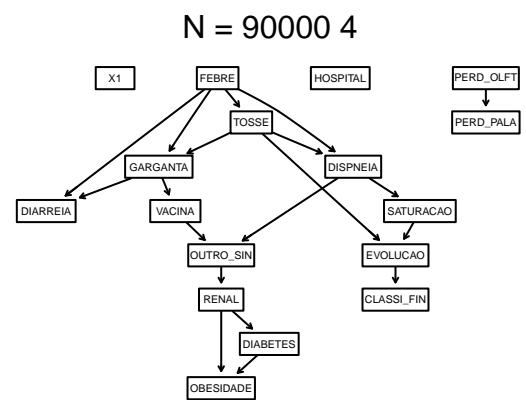 N = 90000 4
X1 FEBRE HOSPITAL PERD_OLFT
TOSSE PERD_PALA
GARGANTA DISPNEIA
DIARREIA VACINA SATURACAO
OUTRO_SIN EVOLUCAO
RENAL CLASSI_FIN
DIABETES
OBESIDADE